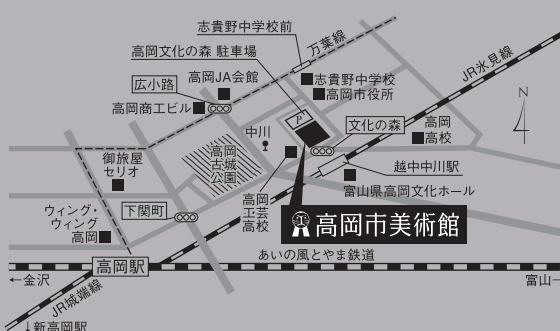 志貴野中学校前
万葉線
高岡文化の森 駐車場
JR氷見線
広小路
高岡JA会館
志貴野中学校
高岡市役所
高岡商工ビル
P
N
中川
文化の森
高岡
高校
御旅屋
セリオ
高岡
古城
公園
越中中川駅
高岡
工芸
高校
富山県高岡文化ホール
ウィング・
ウィング
高岡
下関町
高岡市美術館
あいの風とやま鉄道
高岡駅
←金沢
富山→
JR城端線
↓新高岡駅